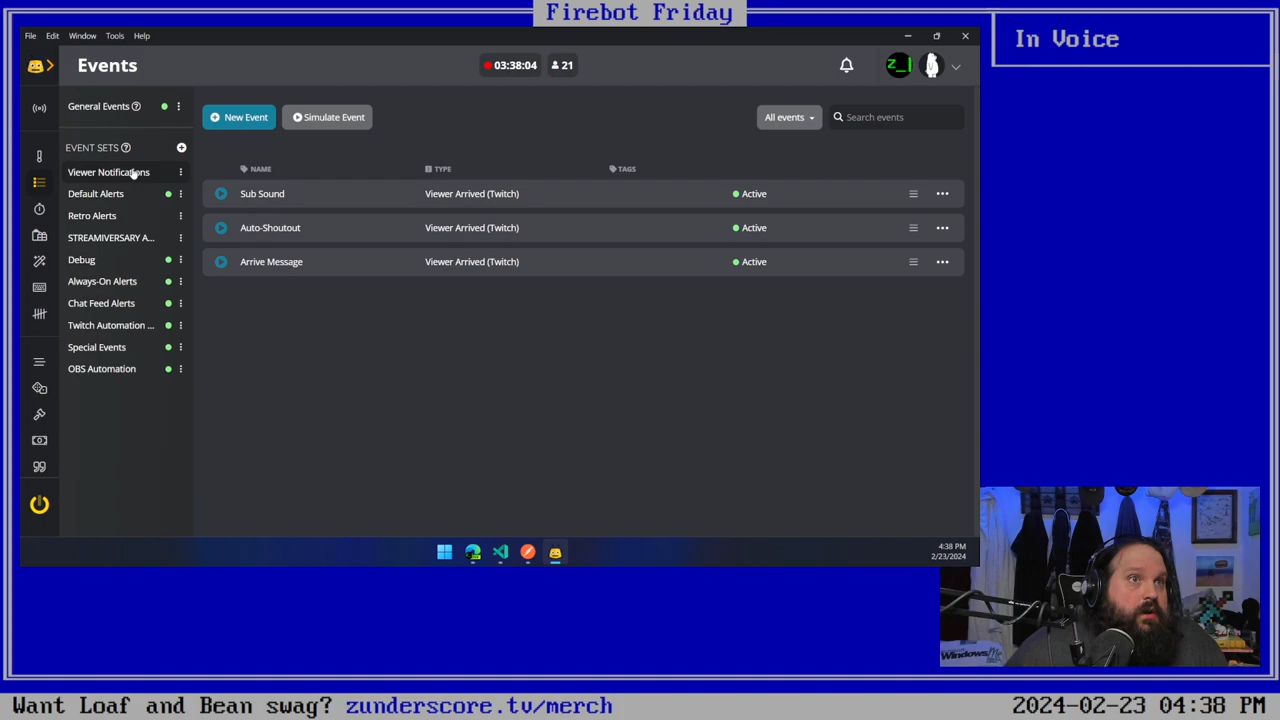 Firebot Friday
In Voice
File Edit Window Tools Help
Events
03:38:04
21
z_
General Events
New Event
Simulate Event
All events
Search events
EVENT SETS
NAME TYPE TAGS
Viewer Notifications
Default Alerts
Retro Alerts
STREAMIVERSARY A...
Debug
Always-On Alerts
Chat Feed Alerts
Twitch Automation ...
Special Events
OBS Automation
Sub Sound Viewer Arrived (Twitch) Active
Auto-Shoutout Viewer Arrived (Twitch) Active
Arrive Message Viewer Arrived (Twitch) Active
4:38 PM
2/23/2024
Windows Me
Want Loaf and Bean swag? zunderscore.tv/merch
2024-02-23 04:38 PM